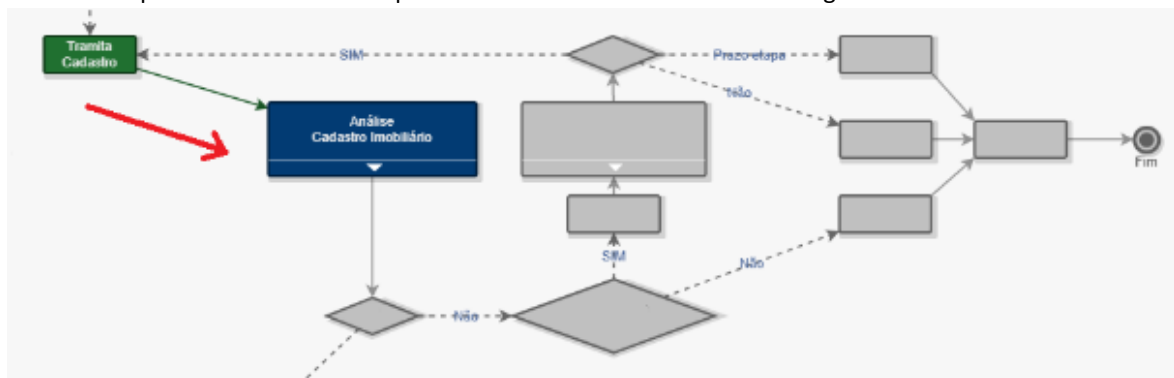 Tramita
Cadastro
SIM
Prazo etapa
Não
Análise
Cadastro Imobiliário
Fim
SIM
Não
Não